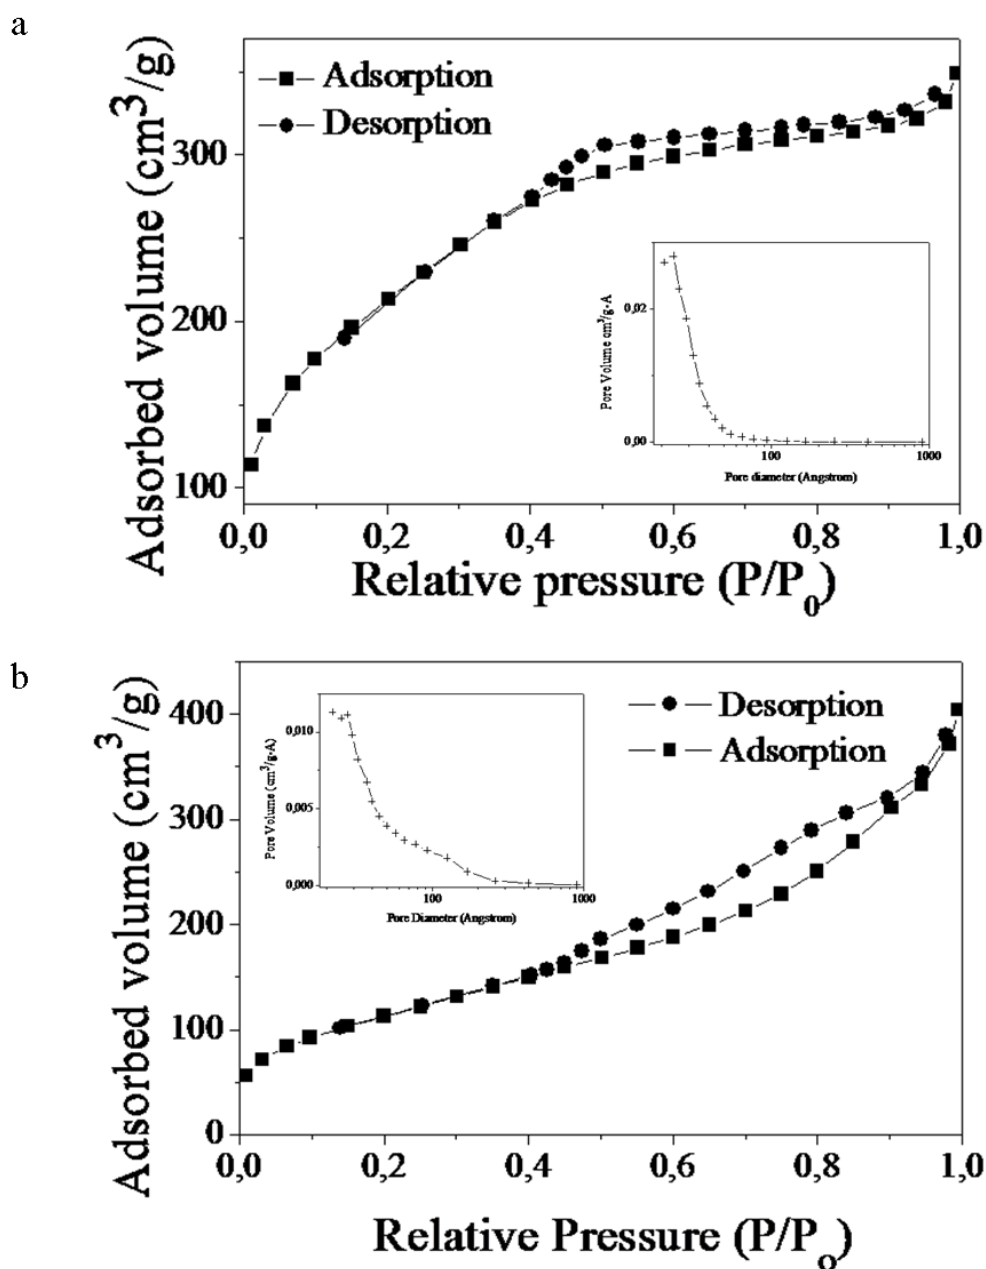 a
Adsorbed volume (cm3/g)
Adsorption
Desorption
300
200
100
0,0
0,2
0,4
0,6
0,8
1,0
Relative pressure (P/P0)
Pore Volume cm3/g-A
0,02
0,00
100
1000
Pore diameter (Angstrom)
b
Adsorbed volume (cm3/g)
Desorption
Adsorption
400
300
200
100
0
0,0
0,2
0,4
0,6
0,8
1,0
Relative Pressure (P/Po)
Pore Volume (cm3/g-A)
0,010
0,005
0,000
100
1000
Pore Diameter (Angstrom)